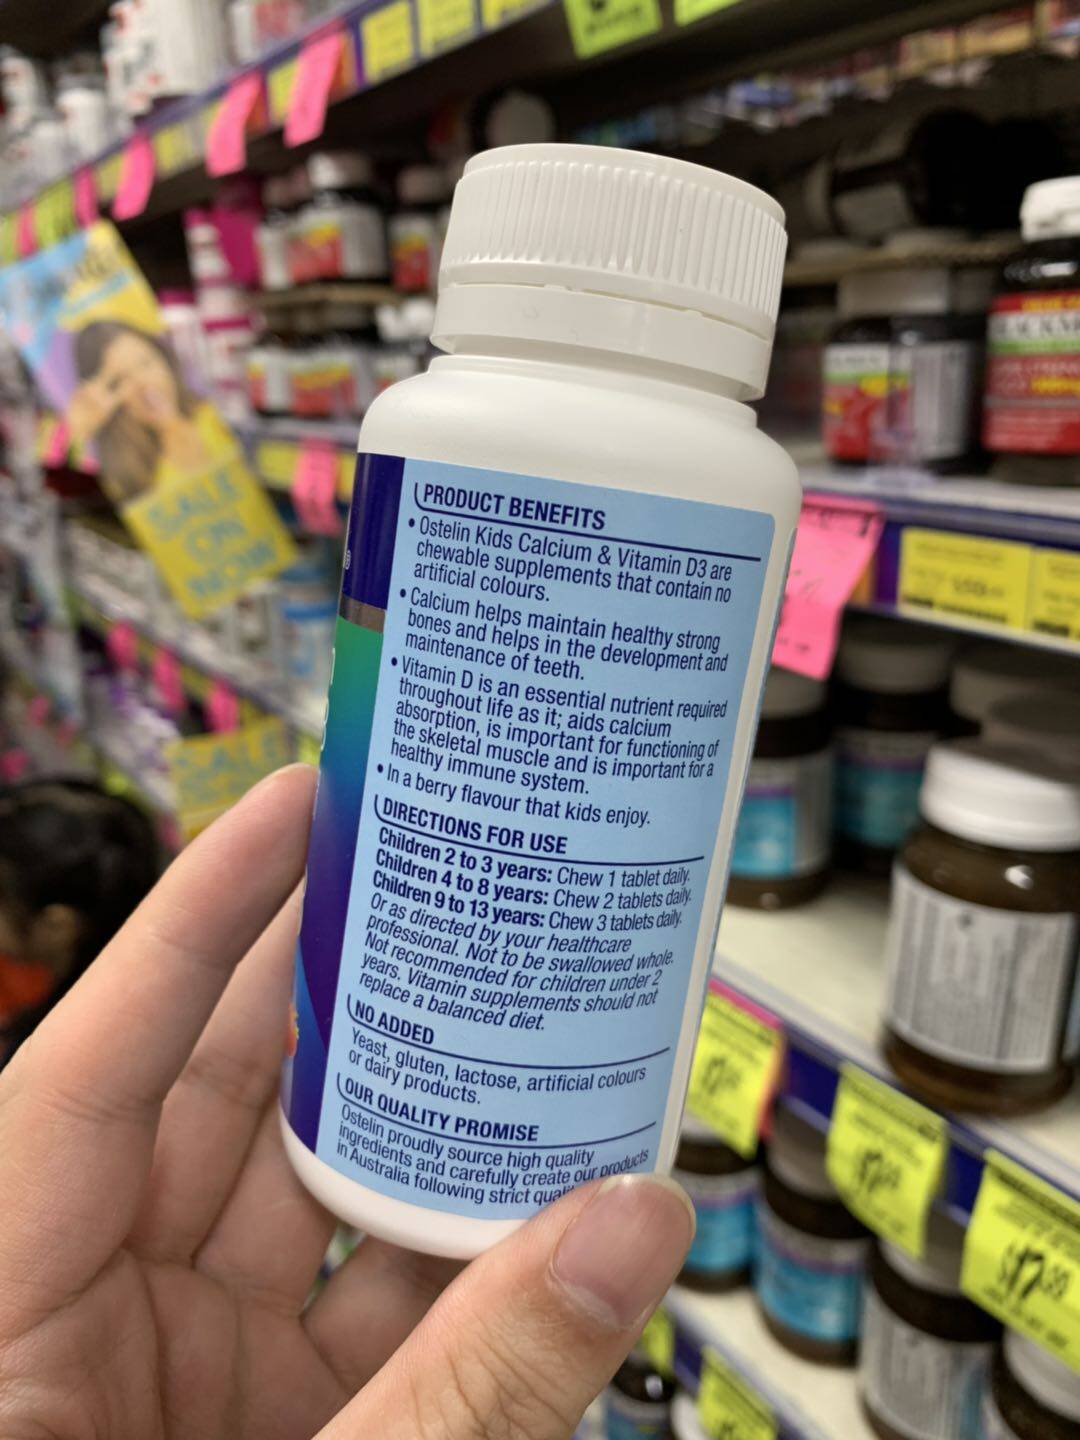 PRODUCT BENEFITS
• Ostelin Kids Calcium & Vitamin D3 are
chewable supplements that contain no
artificial colours.
• Calcium helps maintain healthy strong
bones and helps in the development and
maintenance of teeth.
• Vitamin D is an essential nutrient required
throughout life as it; aids calcium
absorption, is important for functioning of
the skeletal muscle and is important for a
healthy immune system.
• In a berry flavour that kids enjoy.
DIRECTIONS FOR USE
Children 2 to 3 years: Chew 1 tablet daily.
Children 4 to 8 years: Chew 2 tablets daily.
Children 9 to 13 years: Chew 3 tablets daily.
Or as directed by your healthcare
professional. Not to be swallowed whole.
Not recommended for children under 2
years. Vitamin supplements should not
replace a balanced diet.
NO ADDED
Yeast, gluten, lactose, artificial colours
or dairy products.
OUR QUALITY PROMISE
Ostelin proudly source high quality
ingredients and carefully create our products
in Australia following strict
SALE
ON
NOW